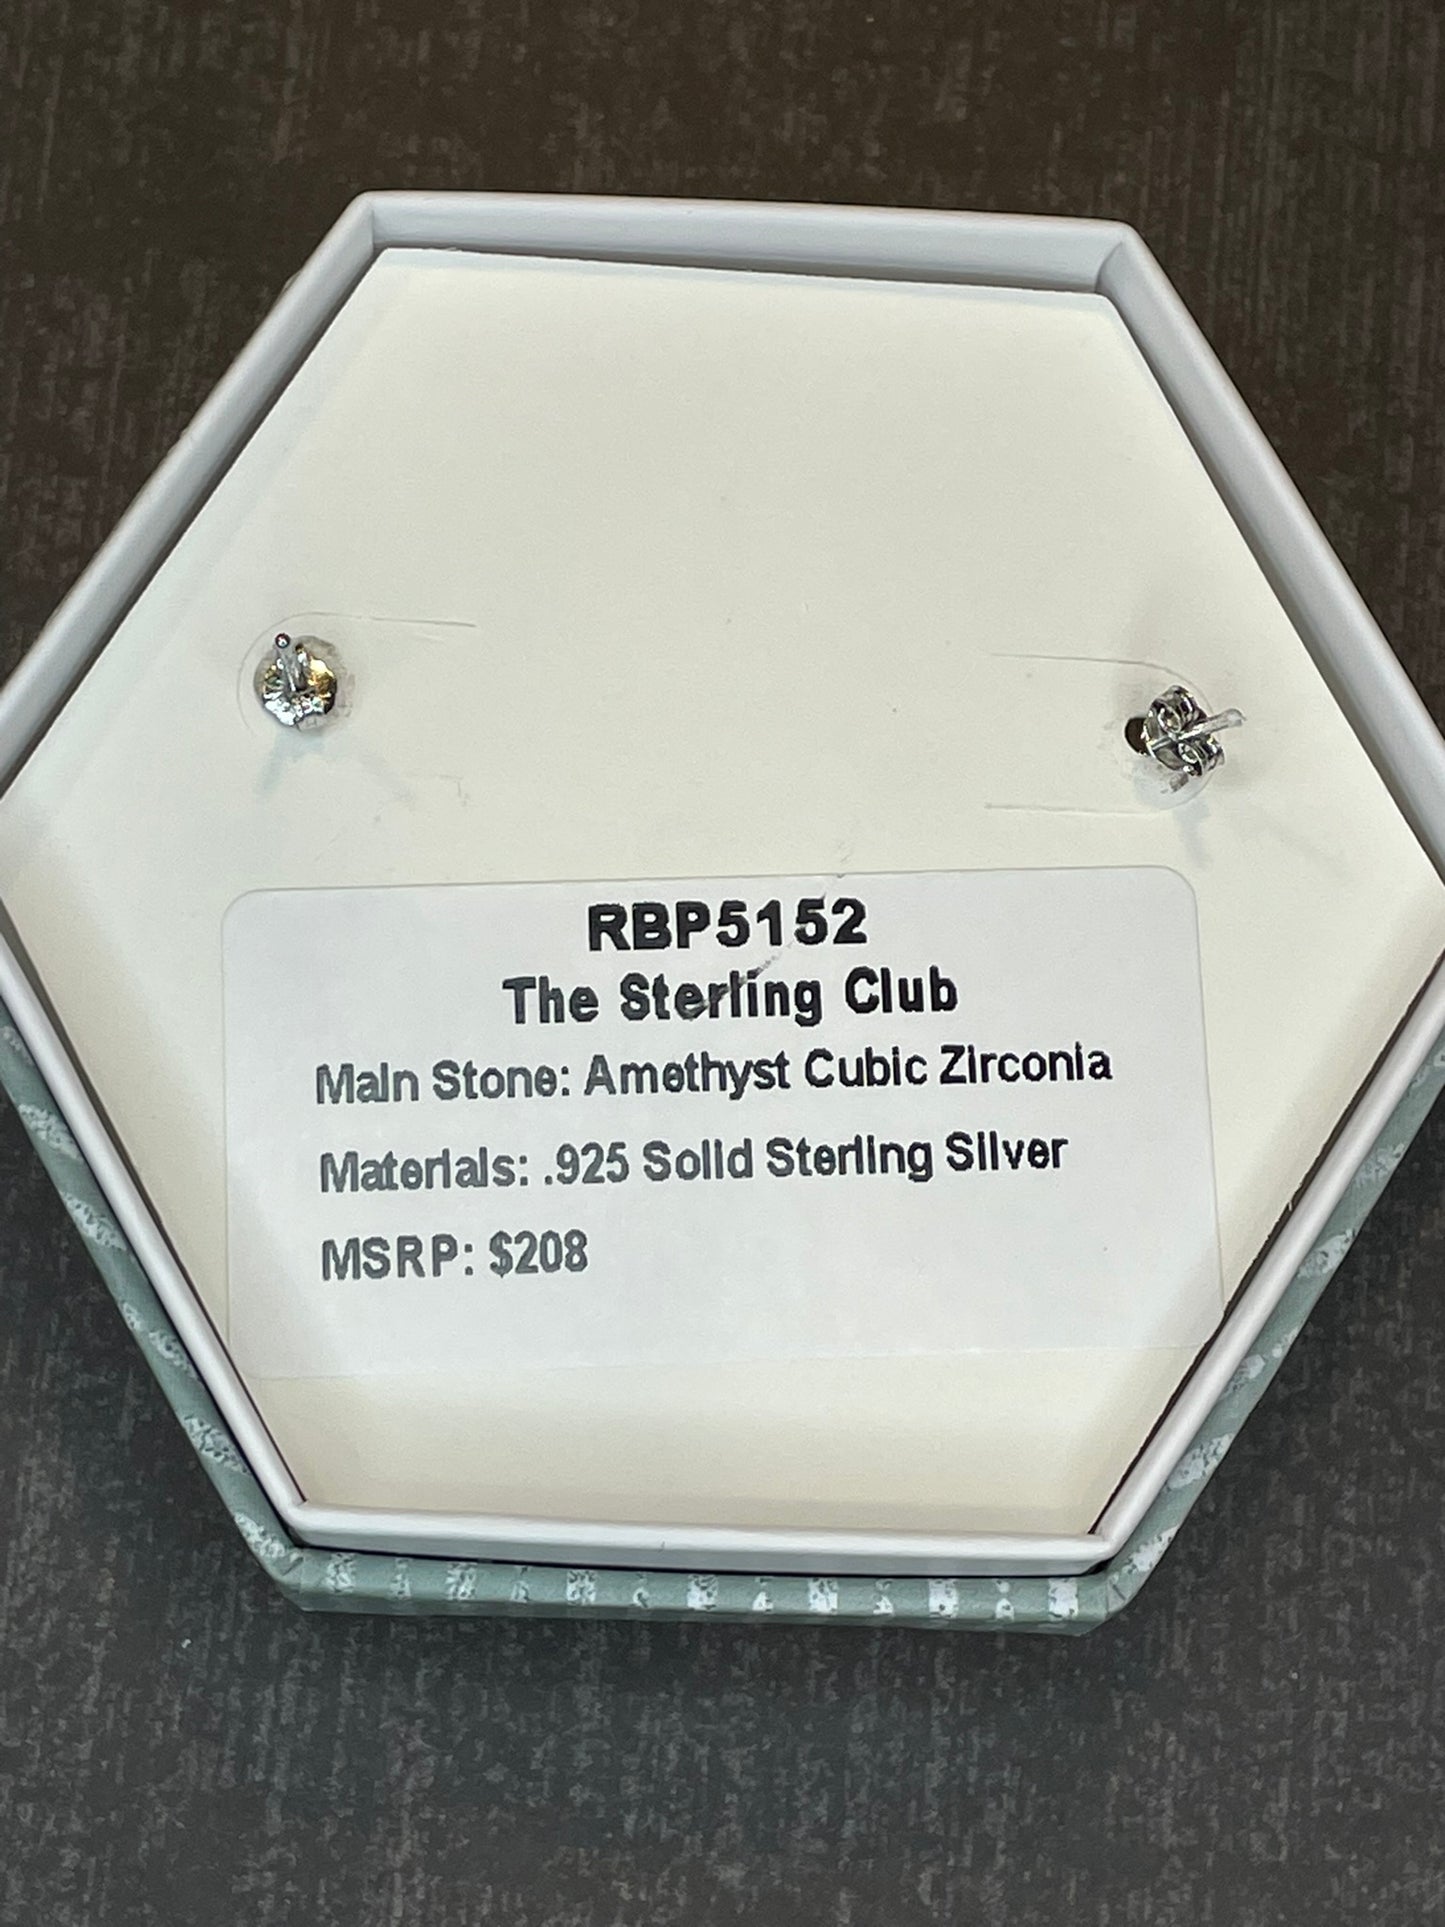 RBP5152
The Sterling Club
Main Stone: Amethyst Cubic Zirconia
Materials: .925 Solid Sterling Silver
MSRP: $208